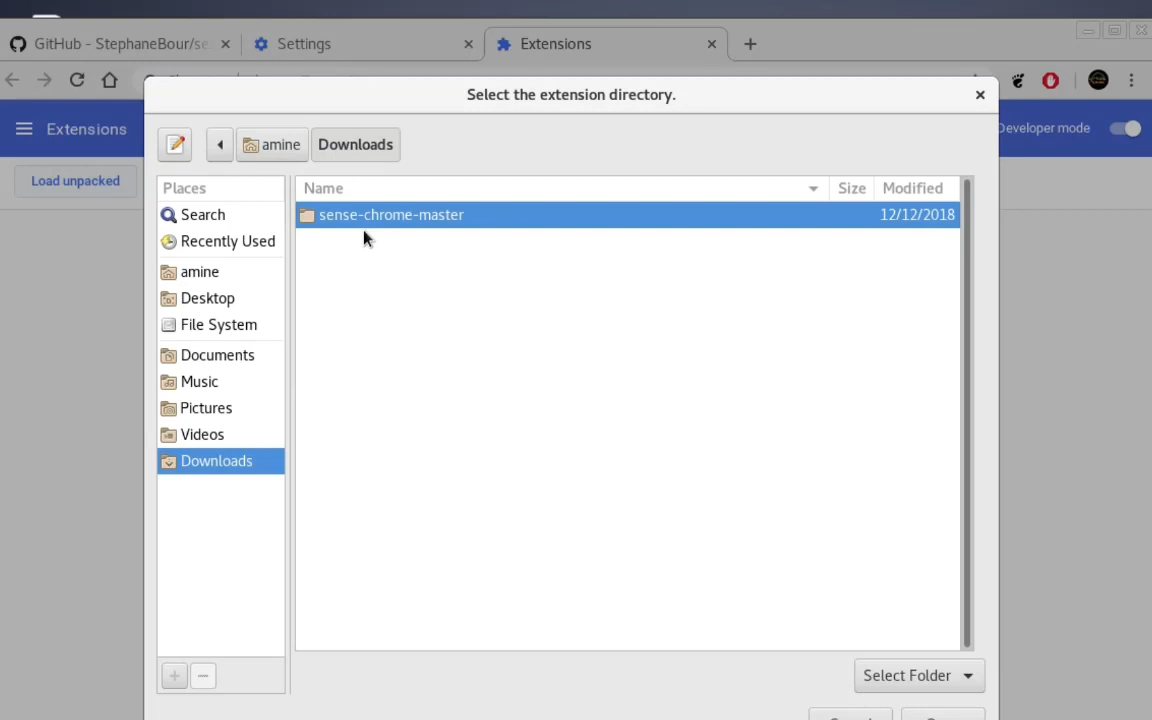 GitHub - StephaneBour/se
Settings
Extensions
Select the extension directory.
Extensions
Developer mode
amine
Downloads
Load unpacked
Places
Name
Size
Modified
Search
sense-chrome-master
12/12/2018
Recently Used
amine
Desktop
File System
Documents
Music
Pictures
Videos
Downloads
Select Folder